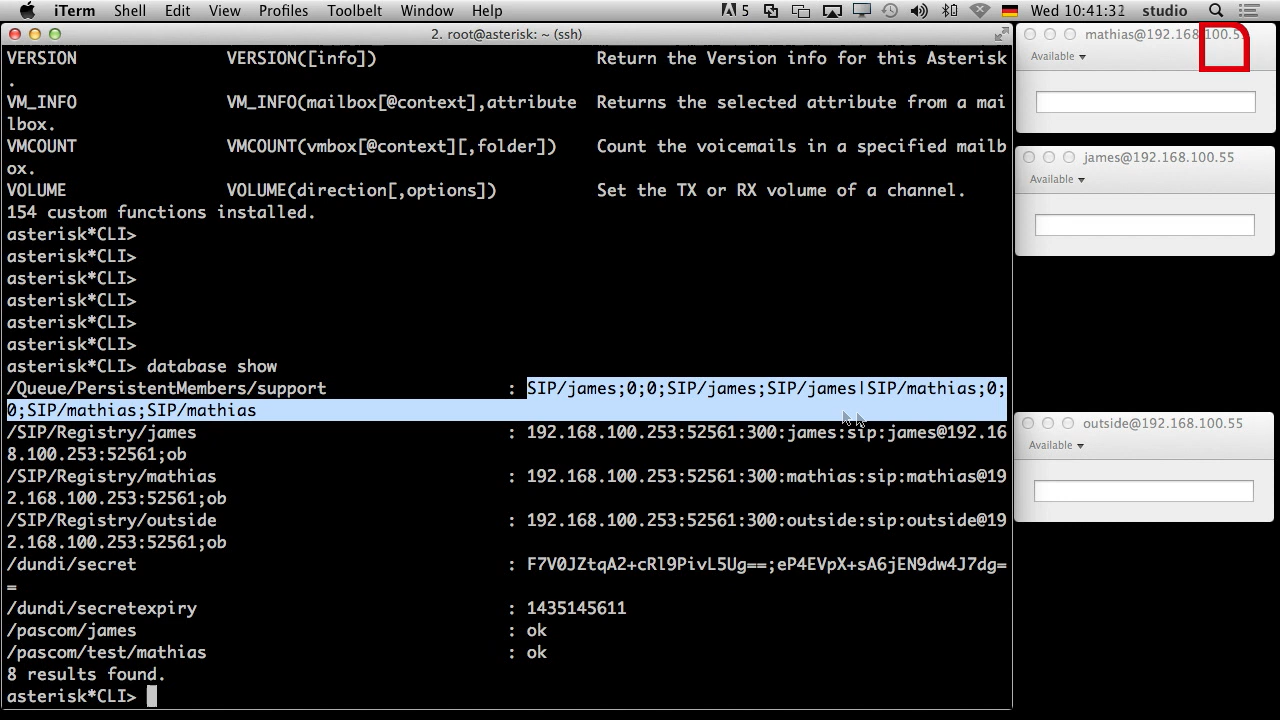 iTerm Shell Edit View Profiles Toolbelt Window Help 5 Wed 10:41:32 studio
2. root@asterisk: ~ (ssh)
VERSION VERSION([info]) Return the Version info for this Asterisk
.
VM_INFO VM_INFO(mailbox[@context],attribute Returns the selected attribute from a mai
lbox.
VMCOUNT VMCOUNT(vmbox[@context][,folder]) Count the voicemails in a specified mailb
ox.
VOLUME VOLUME(direction[,options]) Set the TX or RX volume of a channel.
154 custom functions installed.
asterisk*CLI>
asterisk*CLI>
asterisk*CLI>
asterisk*CLI>
asterisk*CLI>
asterisk*CLI>
asterisk*CLI> database show
/Queue/PersistentMembers/support : SIP/james;0;0;SIP/james;SIP/james|SIP/mathias;0;
0;SIP/mathias;SIP/mathias
/SIP/Registry/james : 192.168.100.253:52561:300:james:sip:james@192.16
8.100.253:52561;ob
/SIP/Registry/mathias : 192.168.100.253:52561:300:mathias:sip:mathias@19
2.168.100.253:52561;ob
/SIP/Registry/outside : 192.168.100.253:52561:300:outside:sip:outside@19
2.168.100.253:52561;ob
/dundi/secret : F7V0JZtqA2+cRl9PivL5Ug==;eP4EVpX+sA6jEN9dw4J7dg=
=
/dundi/secretexpiry : 1435145611
/pascom/james : ok
/pascom/test/mathias : ok
8 results found.
asterisk*CLI>
mathias@192.168.100.55
Available
james@192.168.100.55
Available
outside@192.168.100.55
Available